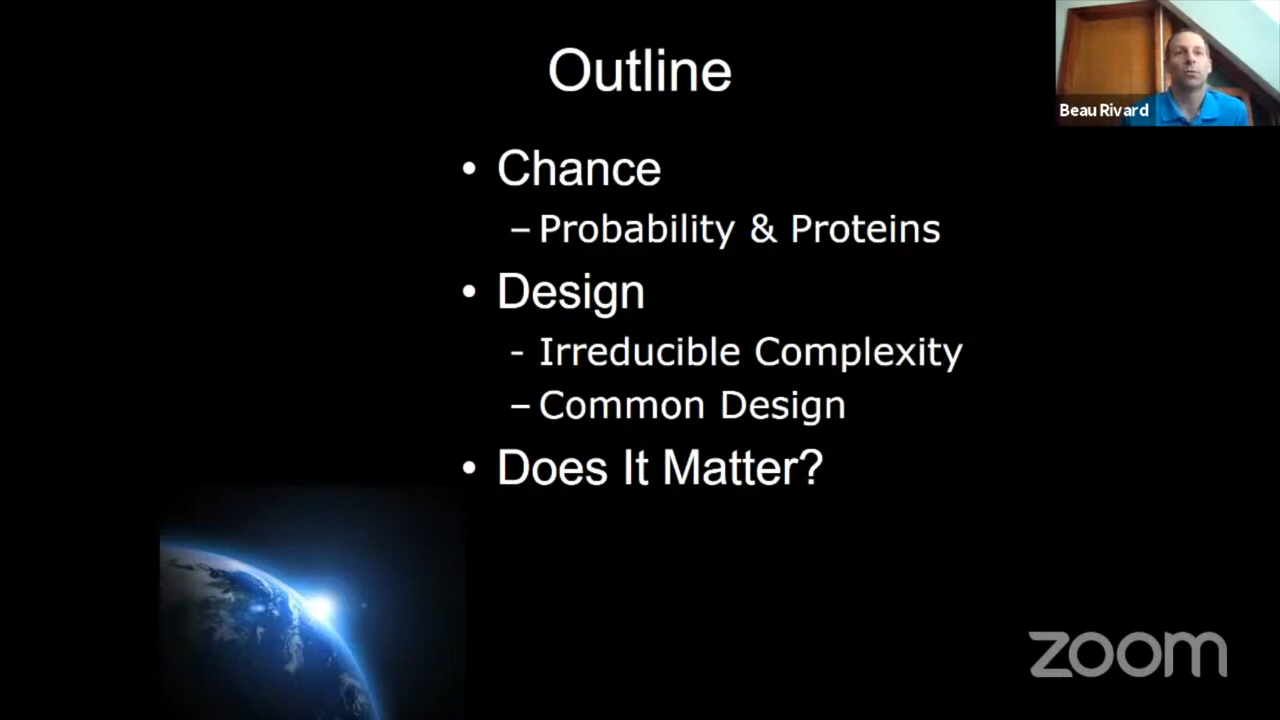 Outline
Beau Rivard
• Chance
– Probability & Proteins
• Design
- Irreducible Complexity
– Common Design
• Does It Matter?
zoom